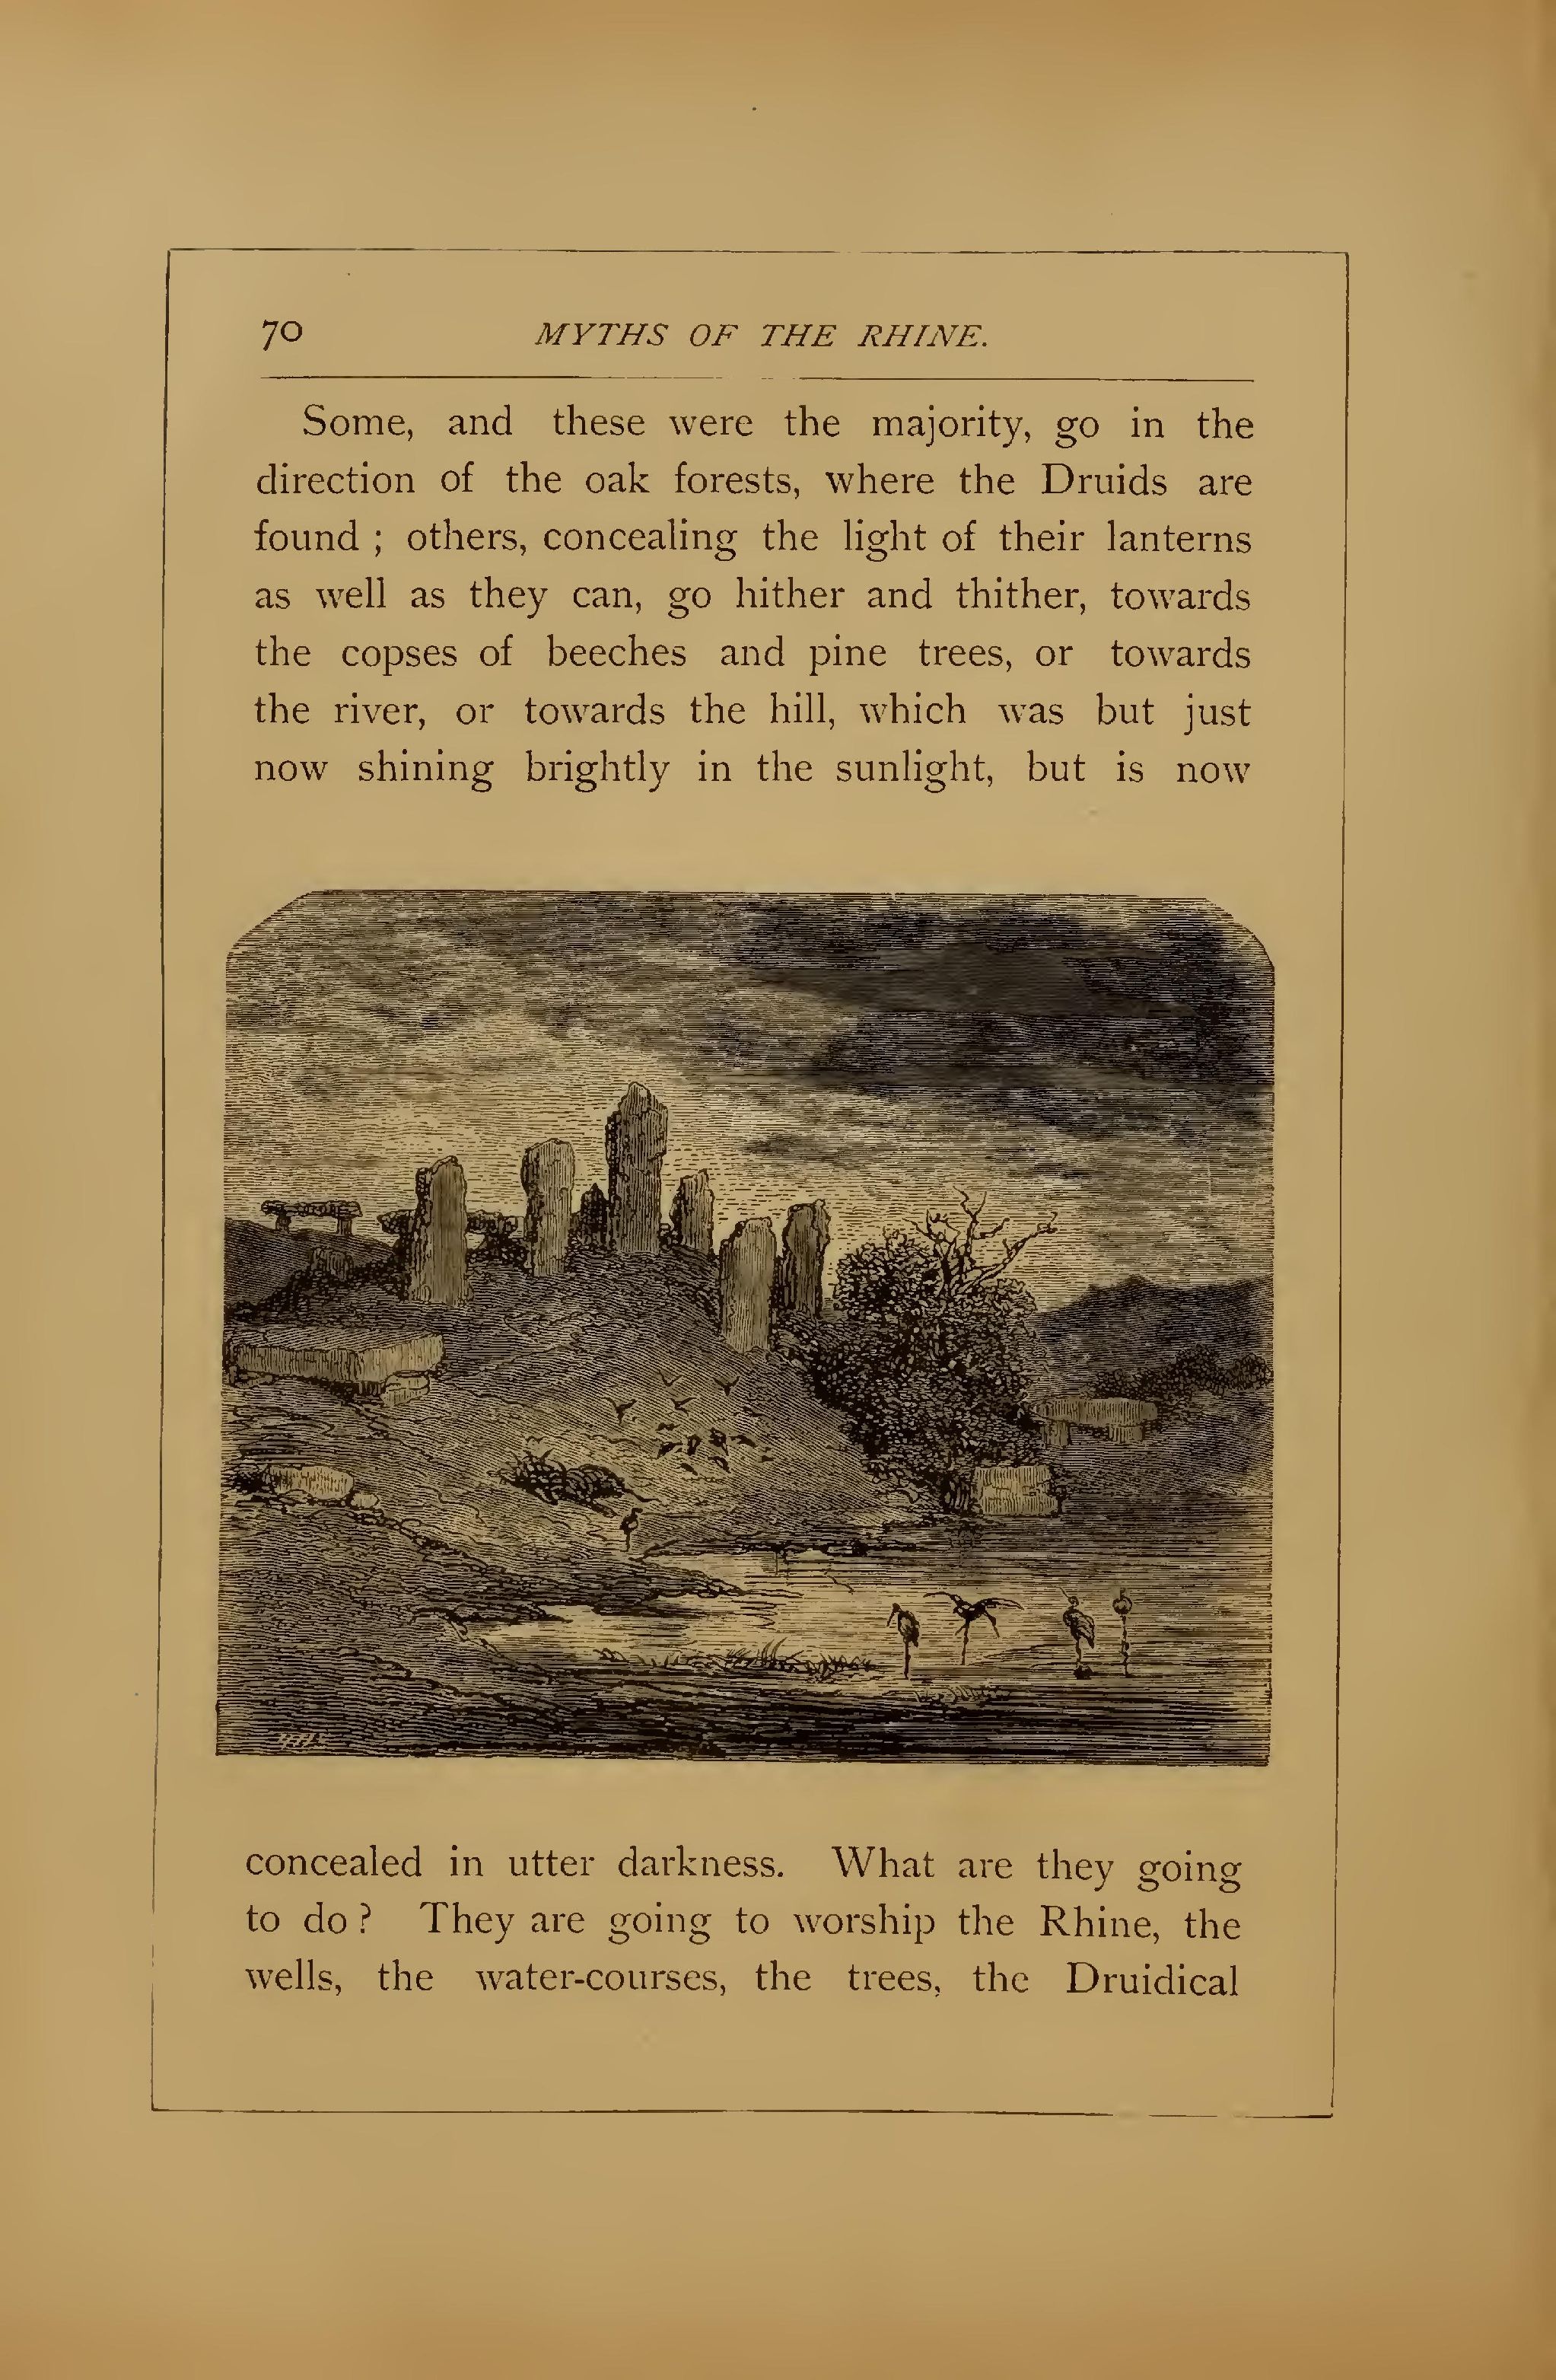 70 MYTHS OF THE RHINE.
Some, and these were the majority, go in the
direction of the oak forests, where the Druids are
found ; others, concealing the light of their lanterns
as well as they can, go hither and thither, towards
the copses of beeches and pine trees, or towards
the river, or towards the hill, which was but just
now shining brightly in the sunlight, but is now
concealed in utter darkness. What are they going
to do ? They are going to worship the Rhine, the
wells, the water-courses, the trees, the Druidical